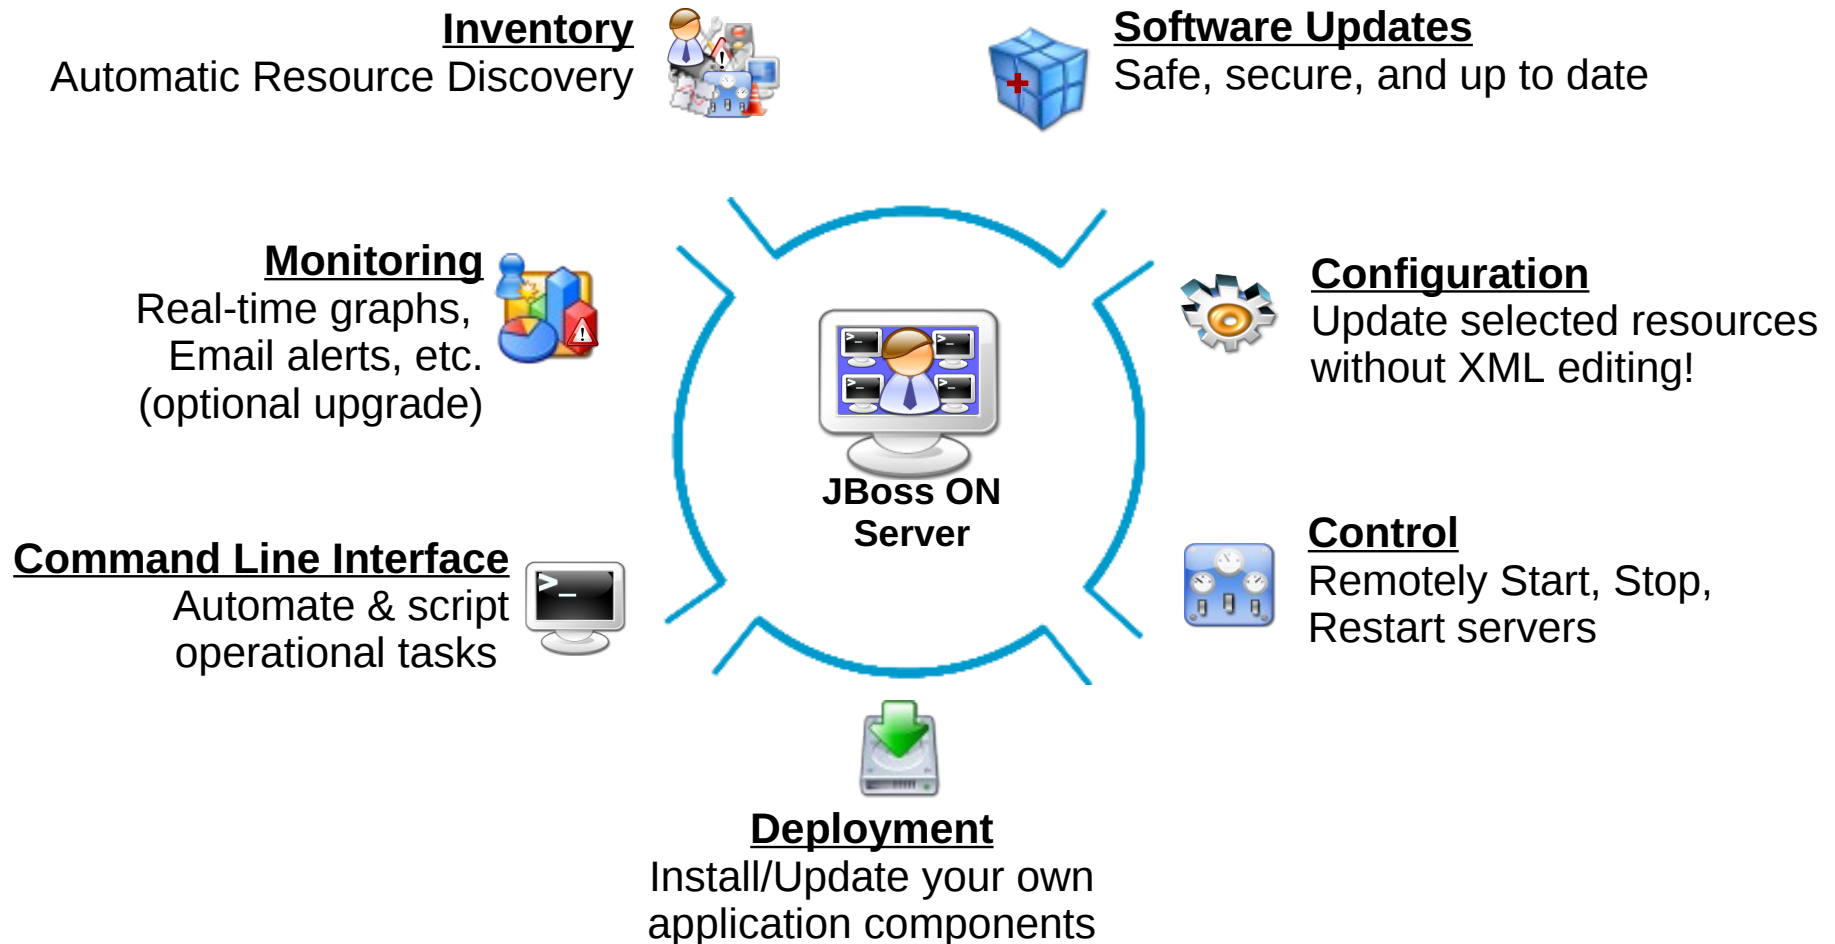 Inventory
Automatic Resource Discovery
Software Updates
Safe, secure, and up to date
Monitoring
Real-time graphs,
Email alerts, etc.
(optional upgrade)
Configuration
Update selected resources
without XML editing!
JBoss ON
Server
Command Line Interface
Automate & script
operational tasks
Control
Remotely Start, Stop,
Restart servers
Deployment
Install/Update your own
application components